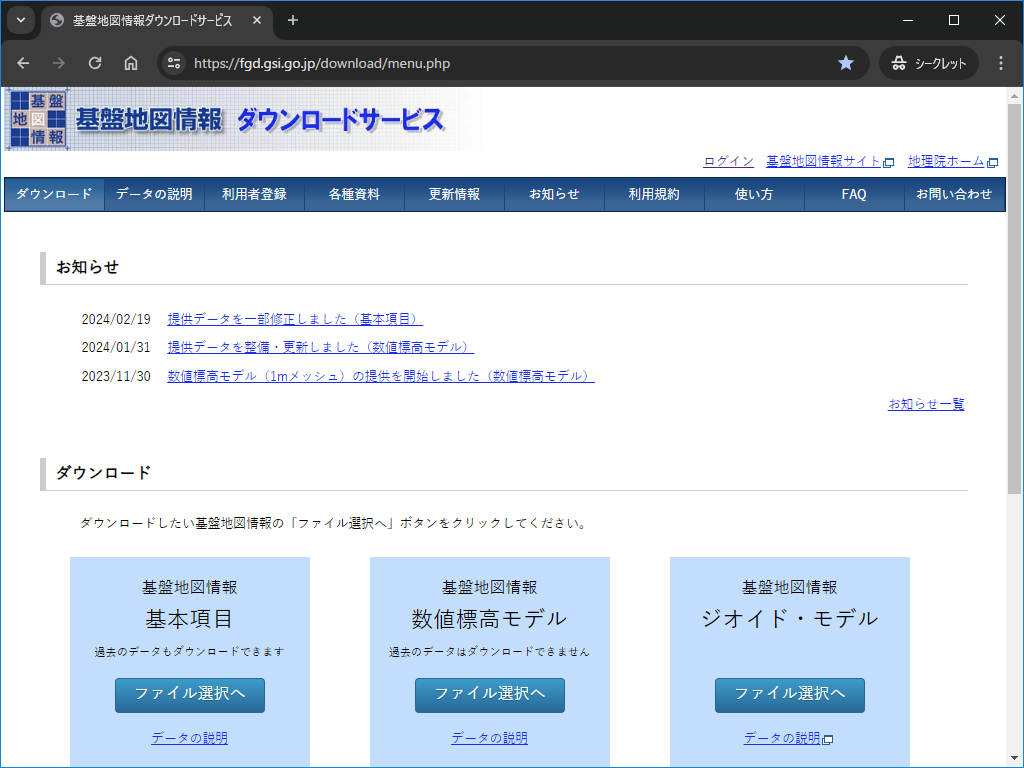 基盤地図情報ダウンロードサービス
https://fgd.gsi.go.jp/download/menu.php
シークレット
基盤地図情報
基盤地図情報 ダウンロードサービス
ログイン 基盤地図情報サイト 地理院ホーム
ダウンロード データの説明 利用者登録 各種資料 更新情報 お知らせ 利用規約 使い方 FAQ お問い合わせ
お知らせ
2024/02/19 提供データを一部修正しました（基本項目）
2024/01/31 提供データを整備・更新しました（数値標高モデル）
2023/11/30 数値標高モデル（1mメッシュ）の提供を開始しました（数値標高モデル）
お知らせ一覧
ダウンロード
ダウンロードしたい基盤地図情報の「ファイル選択へ」ボタンをクリックしてください。
基盤地図情報
基本項目
過去のデータもダウンロードできます
ファイル選択へ
データの説明
基盤地図情報
数値標高モデル
過去のデータはダウンロードできません
ファイル選択へ
データの説明
基盤地図情報
ジオイド・モデル
ファイル選択へ
データの説明